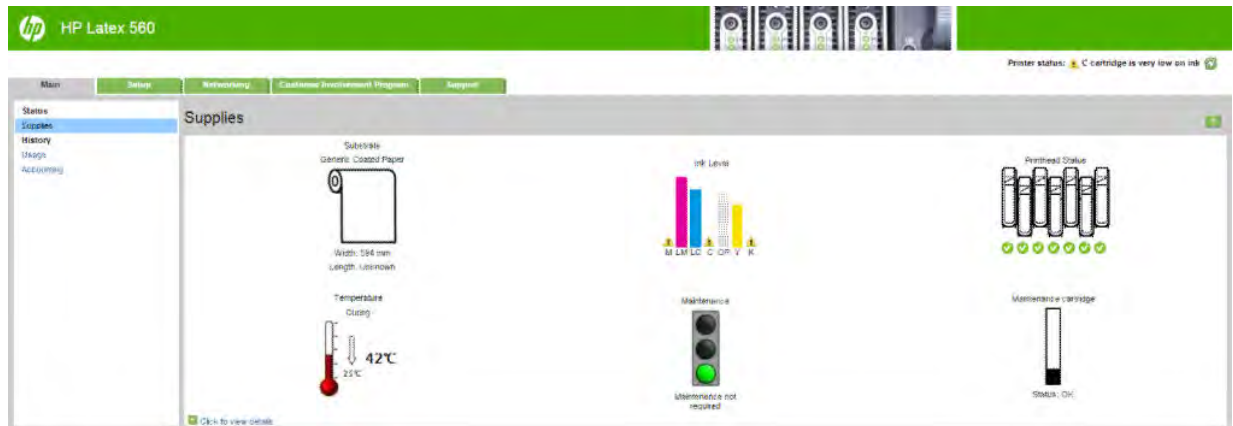 hp HP Latex 560
Printer status: C cartridge is very low on ink
Main Setup Networking Customer Involvement Program Support
Status
Supplies
History
Usage
Accounting
Supplies
Substrate
Generic Coated Paper
Width: 594 mm
Length: Unknown
Ink Level
M LM LC C OP Y K
Printhead Status
Temperature
Curing
42℃
25℃
Maintenance
Maintenance not
required
Maintenance cartridge
Status: OK
Click to view details